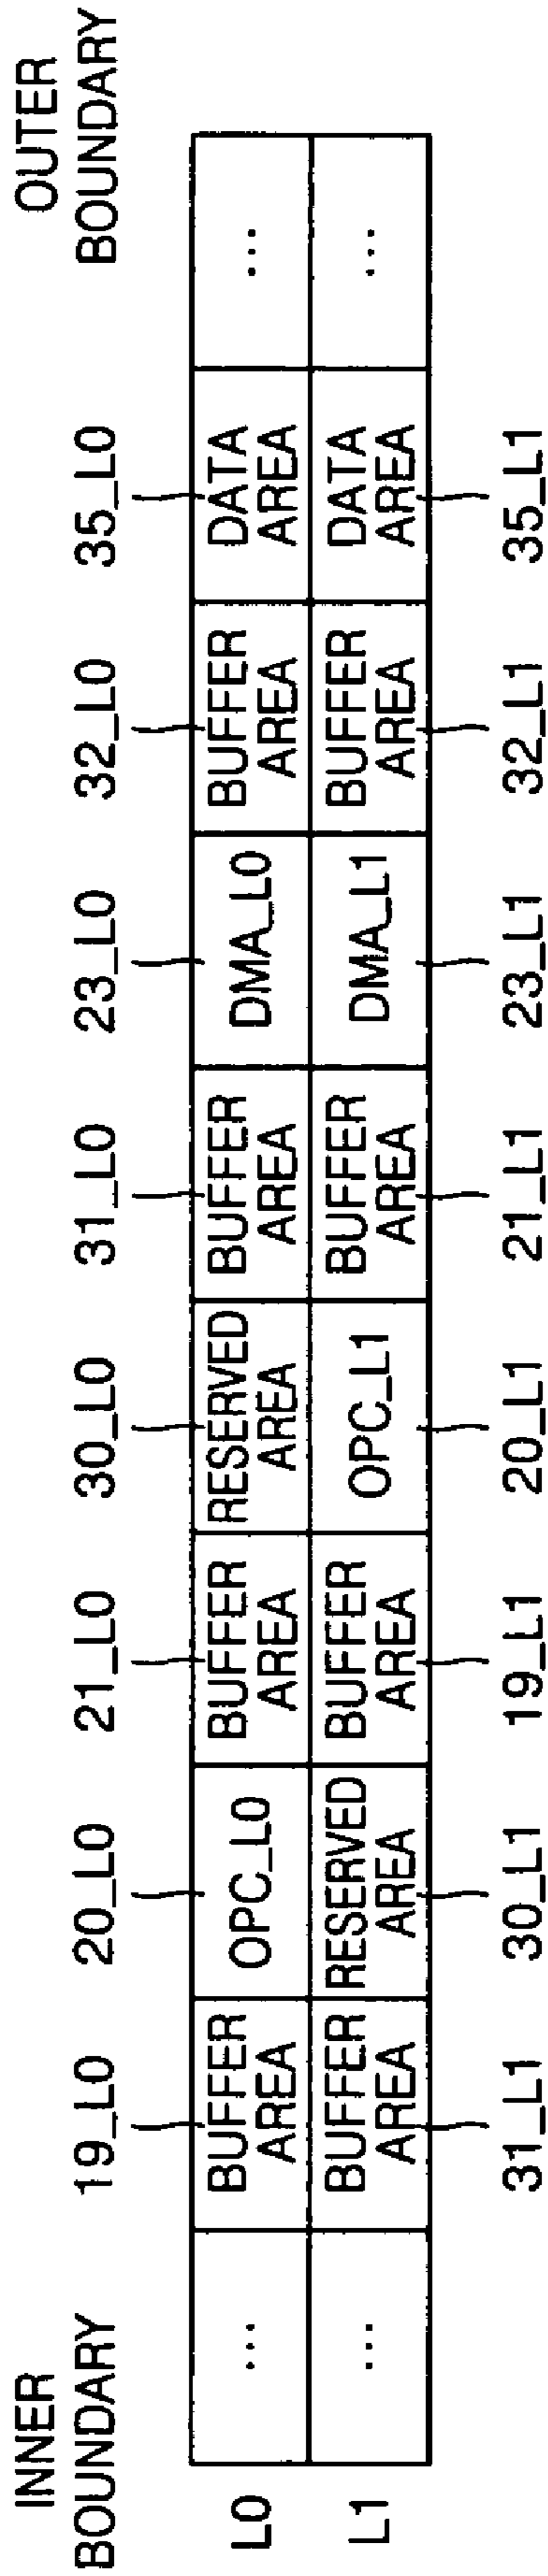 INNER
BOUNDARY
OUTER
BOUNDARY
19_L0
20_L0
21_L0
30_L0
31_L0
23_L0
32_L0
35_L0
L0
...
BUFFER
AREA
OPC_L0
BUFFER
AREA
RESERVED
AREA
BUFFER
AREA
DMA_L0
BUFFER
AREA
DATA
AREA
...
L1
...
BUFFER
AREA
RESERVED
AREA
BUFFER
AREA
OPC_L1
BUFFER
AREA
DMA_L1
BUFFER
AREA
DATA
AREA
...
31_L1
30_L1
19_L1
20_L1
21_L1
23_L1
32_L1
35_L1